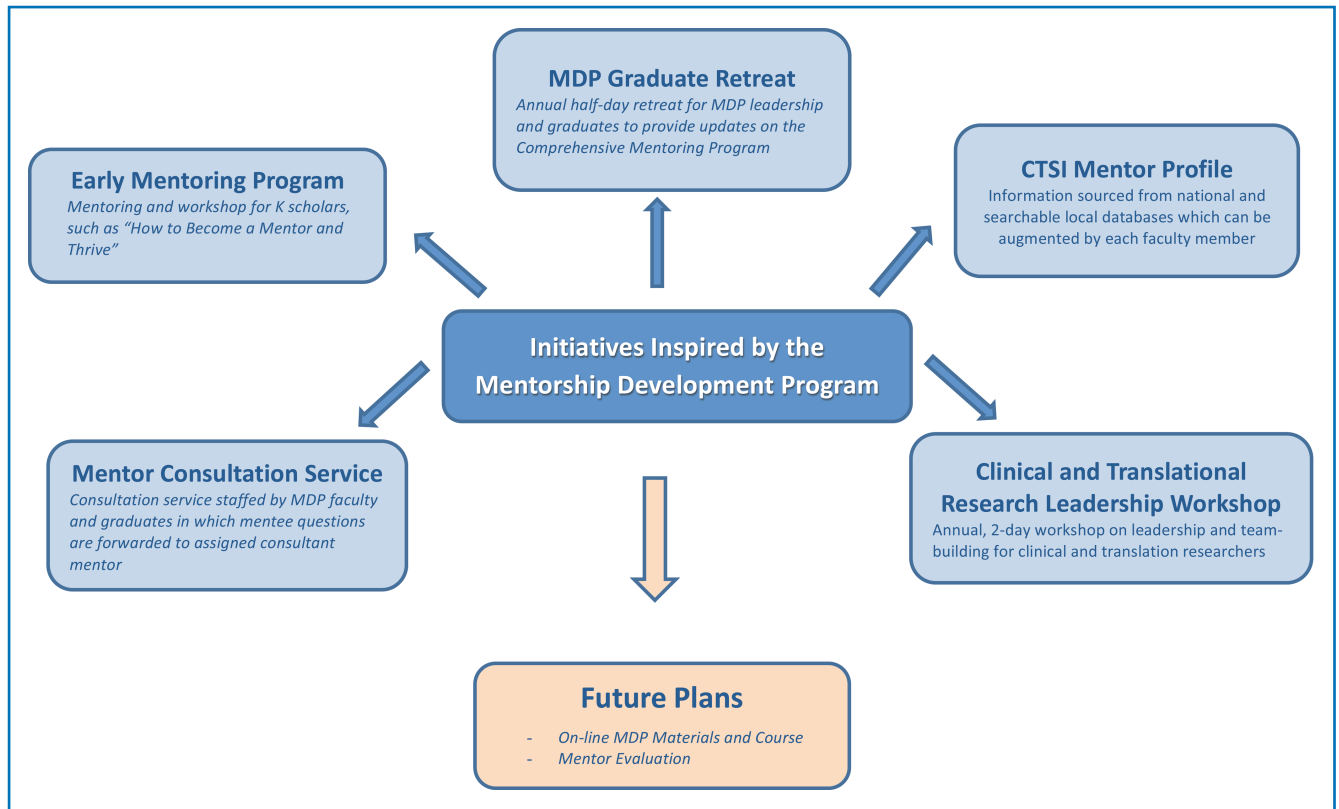 MDP Graduate Retreat
Annual half-day retreat for MDP leadership
and graduates to provide updates on the
Comprehensive Mentoring Program
Early Mentoring Program
Mentoring and workshop for K scholars,
such as “How to Become a Mentor and
Thrive”
CTSI Mentor Profile
Information sourced from national and
searchable local databases which can be
augmented by each faculty member
Initiatives Inspired by the
Mentorship Development Program
Mentor Consultation Service
Consultation service staffed by MDP faculty
and graduates in which mentee questions
are forwarded to assigned consultant
mentor
Clinical and Translational
Research Leadership Workshop
Annual, 2-day workshop on leadership and team-
building for clinical and translation researchers
Future Plans
- On-line MDP Materials and Course
- Mentor Evaluation